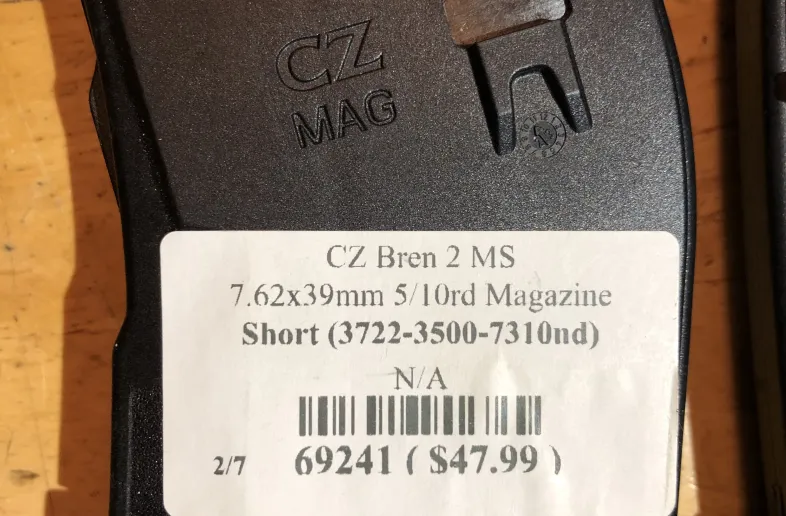 CZ
MAG
CZ Bren 2 MS
7.62x39mm 5/10rd Magazine
Short (3722-3500-7310nd)
N/A
2/7 69241 ( $47.99 )